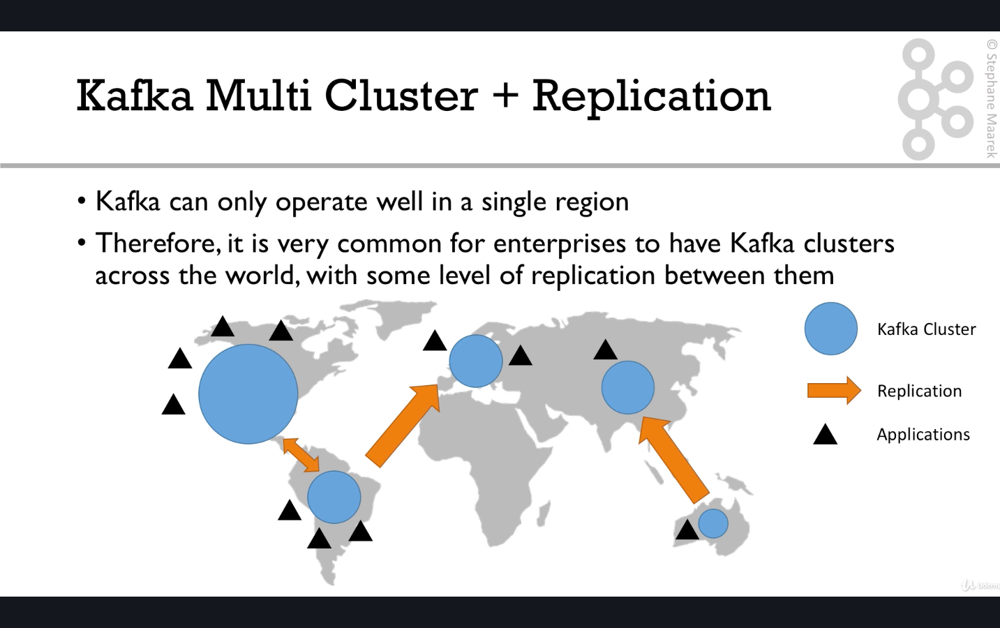 © Stephane Maarek
Kafka Multi Cluster + Replication
• Kafka can only operate well in a single region
• Therefore, it is very common for enterprises to have Kafka clusters
across the world, with some level of replication between them
Kafka Cluster
Replication
Applications
Udemy